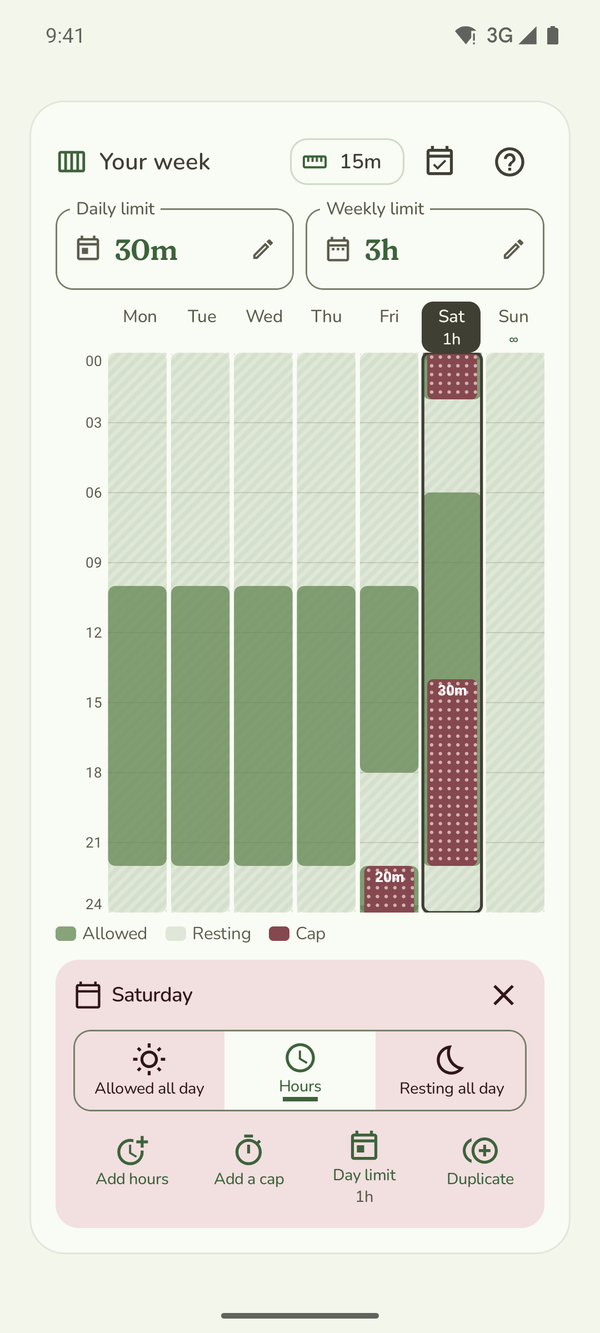 9:41
3G
Your week
15m
Daily limit
30m
Weekly limit
3h
Mon Tue Wed Thu Fri Sat Sun
1h ∞
00
03
06
09
12
15
18
21
24
30m
20m
Allowed Resting Cap
Saturday
Allowed all day Hours Resting all day
Add hours Add a cap Day limit Duplicate
1h